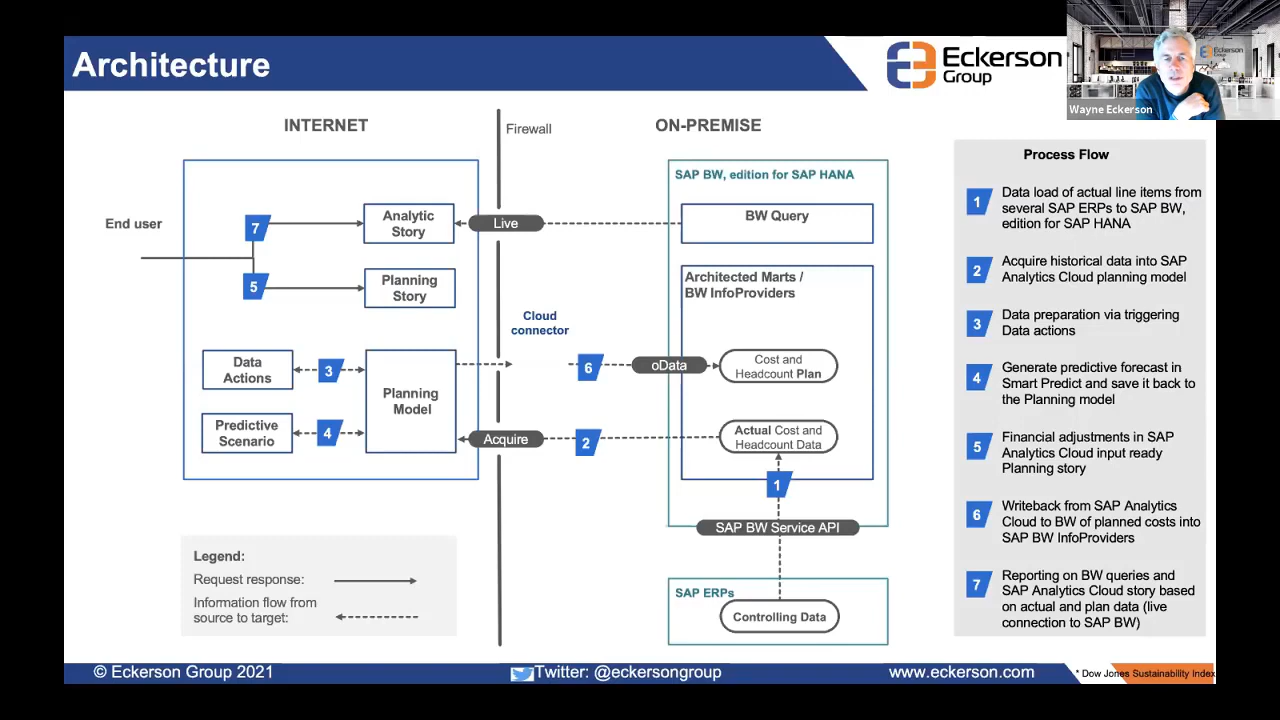 Architecture
Eckerson
Group
Eckerson
Group
Wayne Eckerson
INTERNET
Firewall
ON-PREMISE
End user
7
Analytic
Story
Live
5
Planning
Story
Cloud
connector
Data
Actions
3
Planning
Model
Predictive
Scenario
4
6
oData
Acquire
2
SAP BW, edition for SAP HANA
BW Query
Architected Marts /
BW InfoProviders
Cost and
Headcount Plan
Actual Cost and
Headcount Data
1
SAP BW Service API
SAP ERPs
Controlling Data
Legend:
Request response:
Information flow from
source to target:
Process Flow
1
Data load of actual line items from
several SAP ERPs to SAP BW,
edition for SAP HANA
2
Acquire historical data into SAP
Analytics Cloud planning model
3
Data preparation via triggering
Data actions
4
Generate predictive forecast in
Smart Predict and save it back to
the Planning model
5
Financial adjustments in SAP
Analytics Cloud input ready
Planning story
6
Writeback from SAP Analytics
Cloud to BW of planned costs into
SAP BW InfoProviders
7
Reporting on BW queries and
SAP Analytics Cloud story based
on actual and plan data (live
connection to SAP BW)
© Eckerson Group 2021
Twitter: @eckersongroup
www.eckerson.com
* Dow Jones Sustainability Index